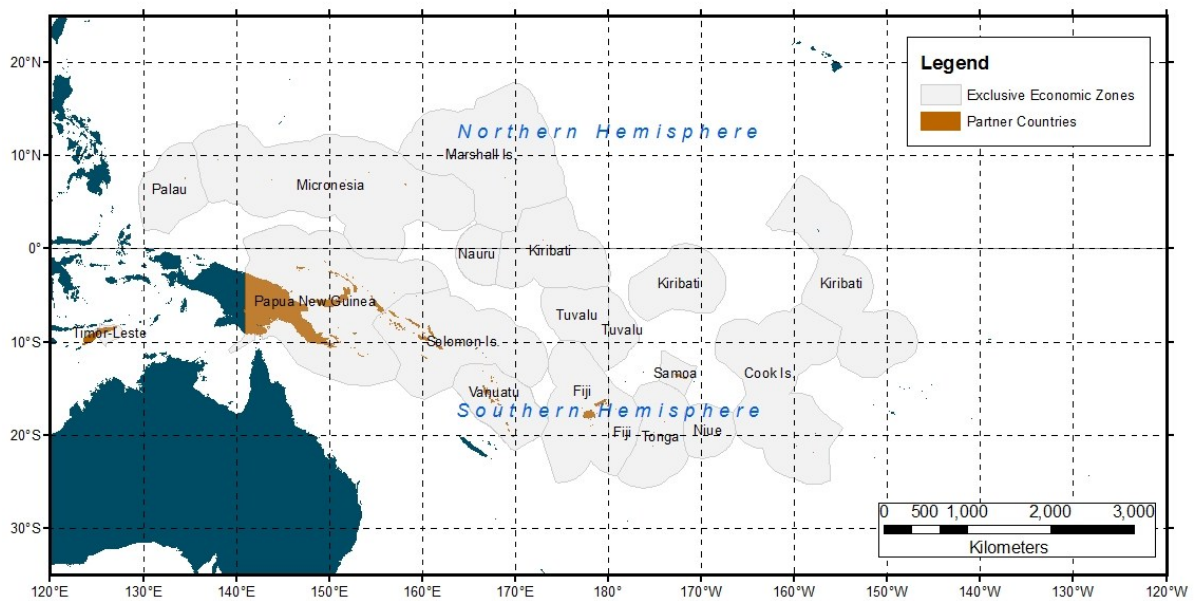 Legend
Exclusive Economic Zones
Partner Countries
20°N
10°N
0°
10°S
20°S
30°S
Northern Hemisphere
Marshall Is
Palau
Micronesia
Nauru
Kiribati
Kiribati
Kiribati
Papua New Guinea
Tuvalu
Tuvalu
Timor-Leste
Solomon Is
Samoa
Cook Is
Vanuatu
Fiji
Southern Hemisphere
Fiji
Tonga
Niue
0 500 1,000 2,000 3,000
Kilometers
120°E 130°E 140°E 150°E 160°E 170°E 180° 170°W 160°W 150°W 140°W 130°W 120°W